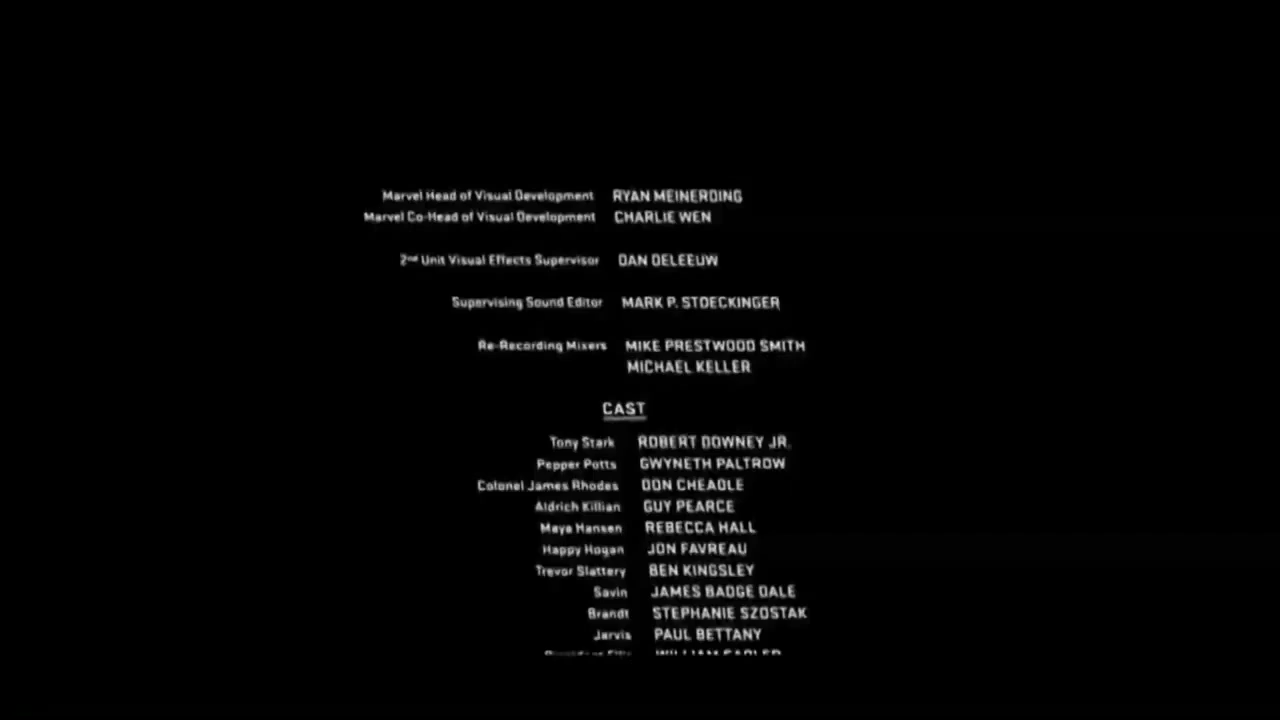 Marvel Head of Visual Development RYAN MEINERDING
Marvel Co-Head of Visual Development CHARLIE WEN
2nd Unit Visual Effects Supervisor DAN DELEEUW
Supervising Sound Editor MARK P. STOECKINGER
Re-Recording Mixers MIKE PRESTWOOD SMITH
MICHAEL KELLER
CAST
Tony Stark ROBERT DOWNEY JR.
Pepper Potts GWYNETH PALTROW
Colonel James Rhodes DON CHEADLE
Aldrich Killian GUY PEARCE
Maya Hansen REBECCA HALL
Happy Hogan JON FAVREAU
Trevor Slattery BEN KINGSLEY
Savin JAMES BADGE DALE
Brandt STEPHANIE SZOSTAK
Jarvis PAUL BETTANY